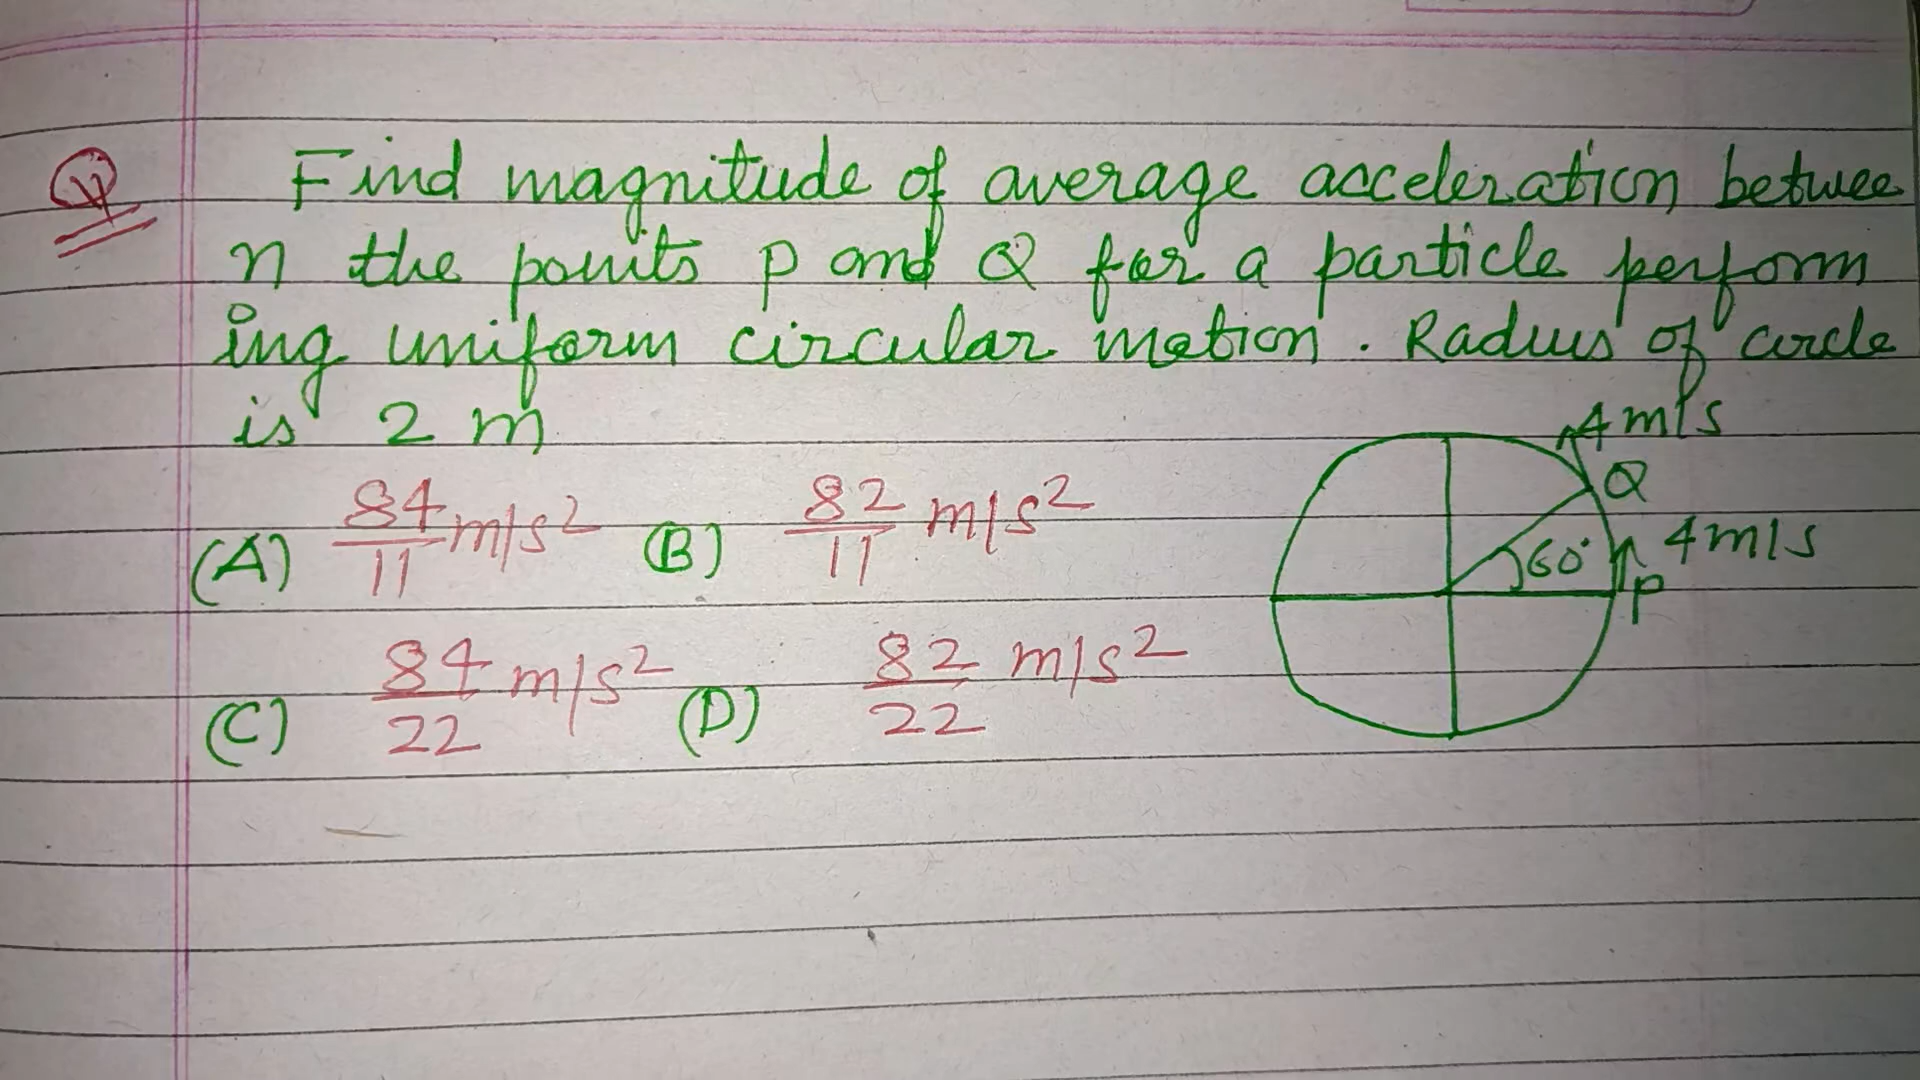 Q Find magnitude of average acceleration betwee
n the points P and Q for a particle perform
ing uniform circular motion. Radius of circle
is 2 m
4 m/s
Q
4 m/s
60°
P
(A) 84/11 m/s² (B) 82/11 m/s²
(C) 84/22 m/s² (D) 82/22 m/s²